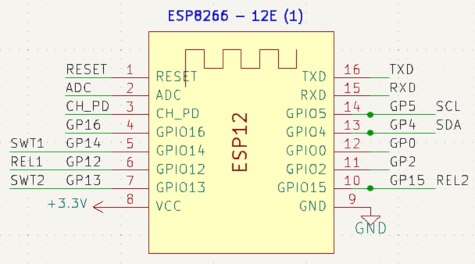 ESP8266 - 12E (1)
RESET 1 RESET TXD 16 TXD
ADC 2 ADC RXD 15 RXD
CH_PD 3 CH_PD GPIO5 14 GP5 SCL
GP16 4 GPIO16 GPIO4 13 GP4 SDA
SWT1 GP14 5 GPIO14 GPIO0 12 GP0
REL1 GP12 6 GPIO12 GPIO2 11 GP2
SWT2 GP13 7 GPIO13 GPIO15 10 GP15 REL2
+3.3V 8 VCC GND 9
GND
ESP12